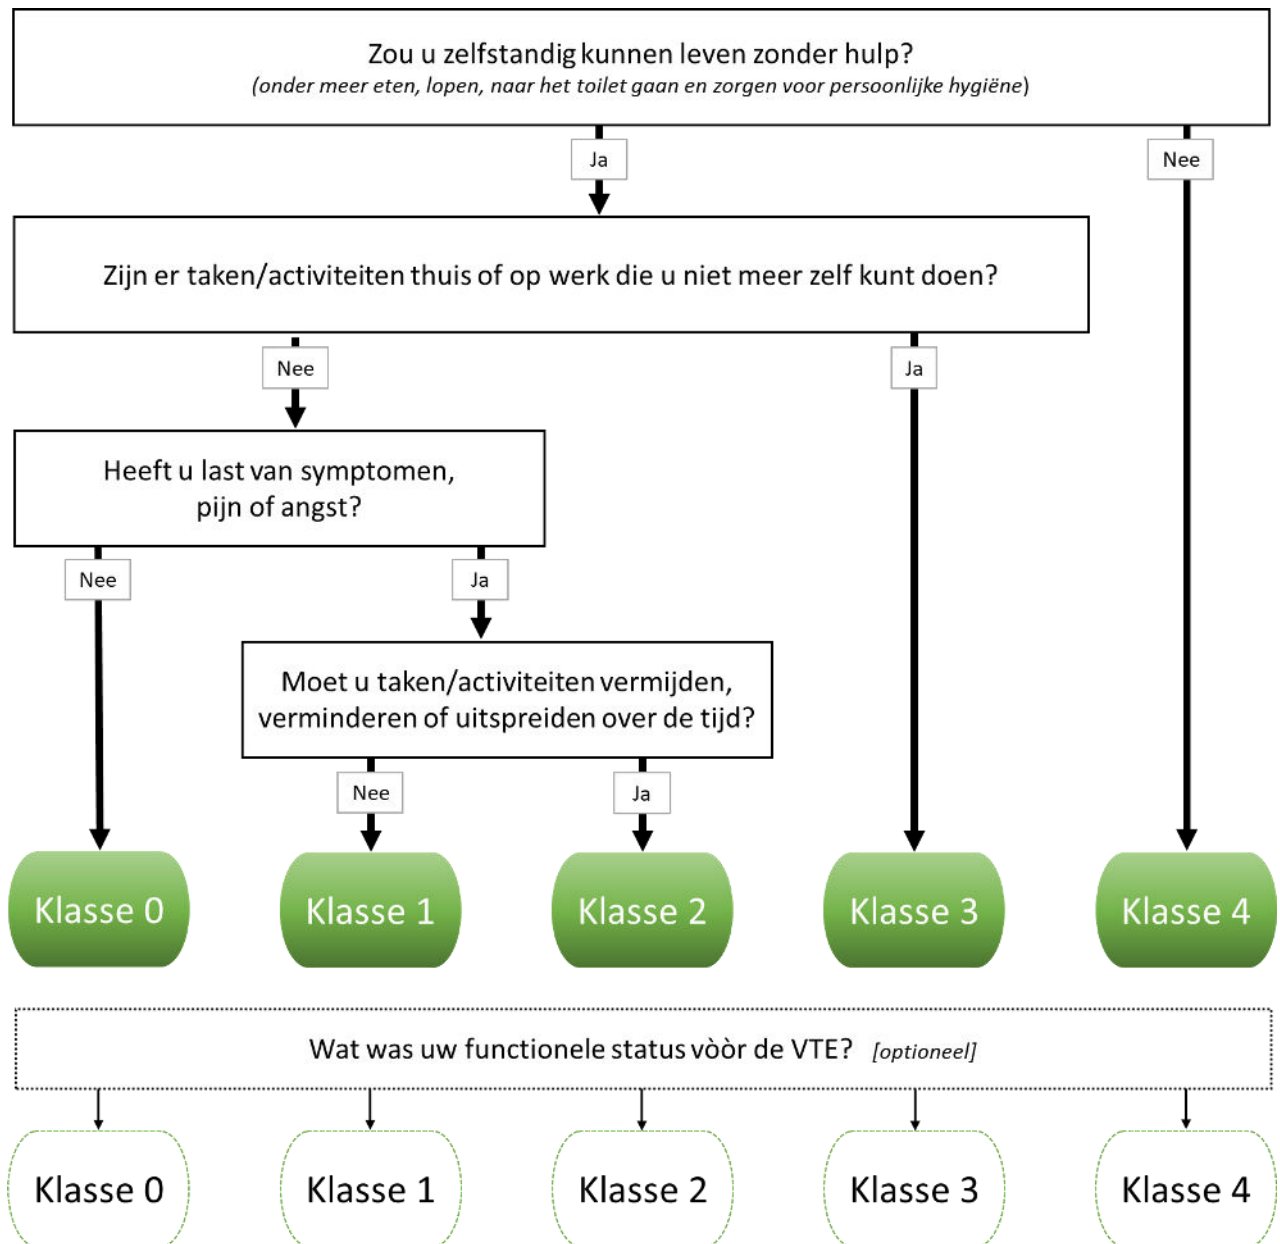 Zou u zelfstandig kunnen leven zonder hulp?
(onder meer eten, lopen, naar het toilet gaan en zorgen voor persoonlijke hygiëne)
Ja
Nee
Zijn er taken/activiteiten thuis of op werk die u niet meer zelf kunt doen?
Nee
Ja
Heeft u last van symptomen,
pijn of angst?
Nee
Ja
Moet u taken/activiteiten vermijden,
verminderen of uitspreiden over de tijd?
Nee
Ja
Klasse 0
Klasse 1
Klasse 2
Klasse 3
Klasse 4
Wat was uw functionele status vòòr de VTE? [optioneel]
Klasse 0
Klasse 1
Klasse 2
Klasse 3
Klasse 4